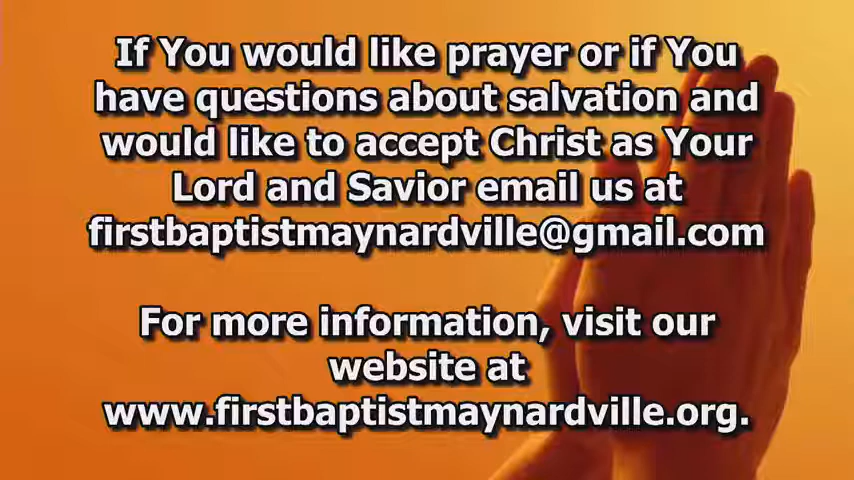 If You would like prayer or if You
have questions about salvation and
would like to accept Christ as Your
Lord and Savior email us at
firstbaptistmaynardville@gmail.com
For more information, visit our
website at
www.firstbaptistmaynardville.org.